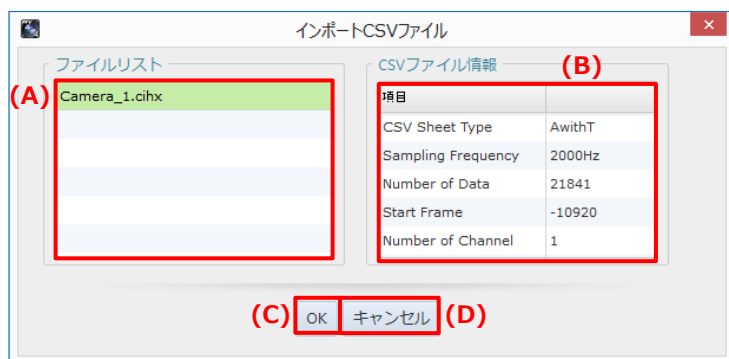 インポートCSVファイル
×
ファイルリスト
(A)
Camera_1.cihx
CSVファイル情報
(B)
項目
CSV Sheet Type AwithT
Sampling Frequency 2000Hz
Number of Data 21841
Start Frame -10920
Number of Channel 1
(C) OK キャンセル (D)